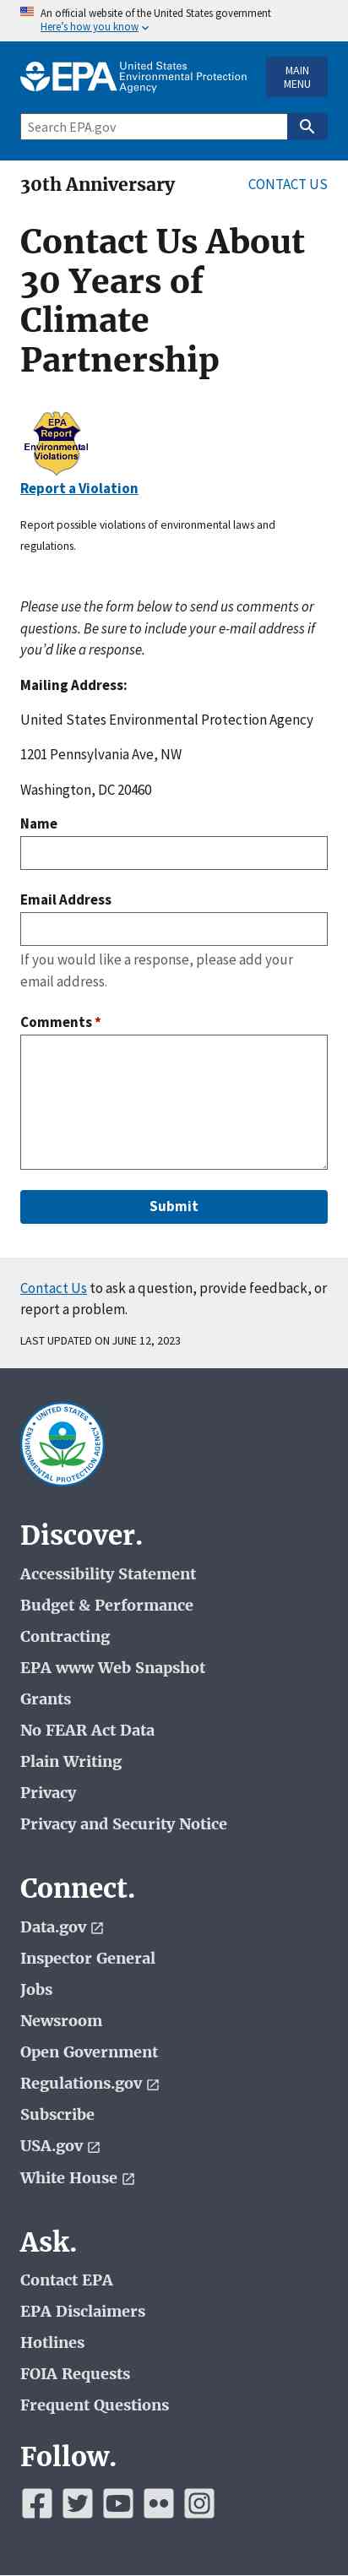 An official website of the United States government
Here's how you know
EPA United States
Environmental Protection
Agency
MAIN
MENU
Search EPA.gov
30th Anniversary
CONTACT US
Contact Us About
30 Years of
Climate
Partnership
EPA
Report
Environmental
Violations
Report a Violation
Report possible violations of environmental laws and
regulations.
Please use the form below to send us comments or
questions. Be sure to include your e-mail address if
you’d like a response.
Mailing Address:
United States Environmental Protection Agency
1201 Pennsylvania Ave, NW
Washington, DC 20460
Name
Email Address
If you would like a response, please add your
email address.
Comments *
Submit
Contact Us to ask a question, provide feedback, or
report a problem.
LAST UPDATED ON JUNE 12, 2023
UNITED STATES
ENVIRONMENTAL PROTECTION AGENCY
Discover.
Accessibility Statement
Budget & Performance
Contracting
EPA www Web Snapshot
Grants
No FEAR Act Data
Plain Writing
Privacy
Privacy and Security Notice
Connect.
Data.gov
Inspector General
Jobs
Newsroom
Open Government
Regulations.gov
Subscribe
USA.gov
White House
Ask.
Contact EPA
EPA Disclaimers
Hotlines
FOIA Requests
Frequent Questions
Follow.